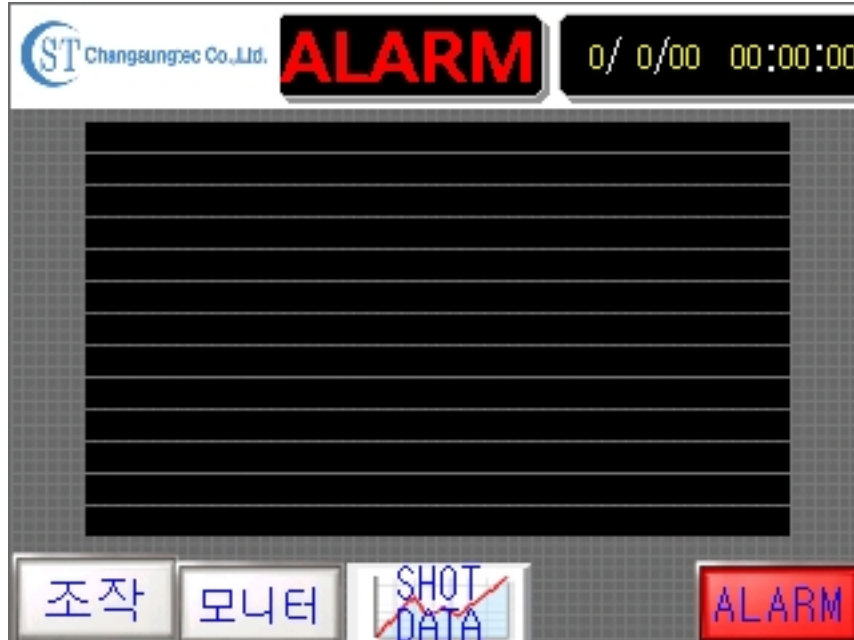 ST Changsungtec Co.,Ltd.
ALARM
0/ 0/00 00:00:00
조작
모니터
SHOT
DATA
ALARM